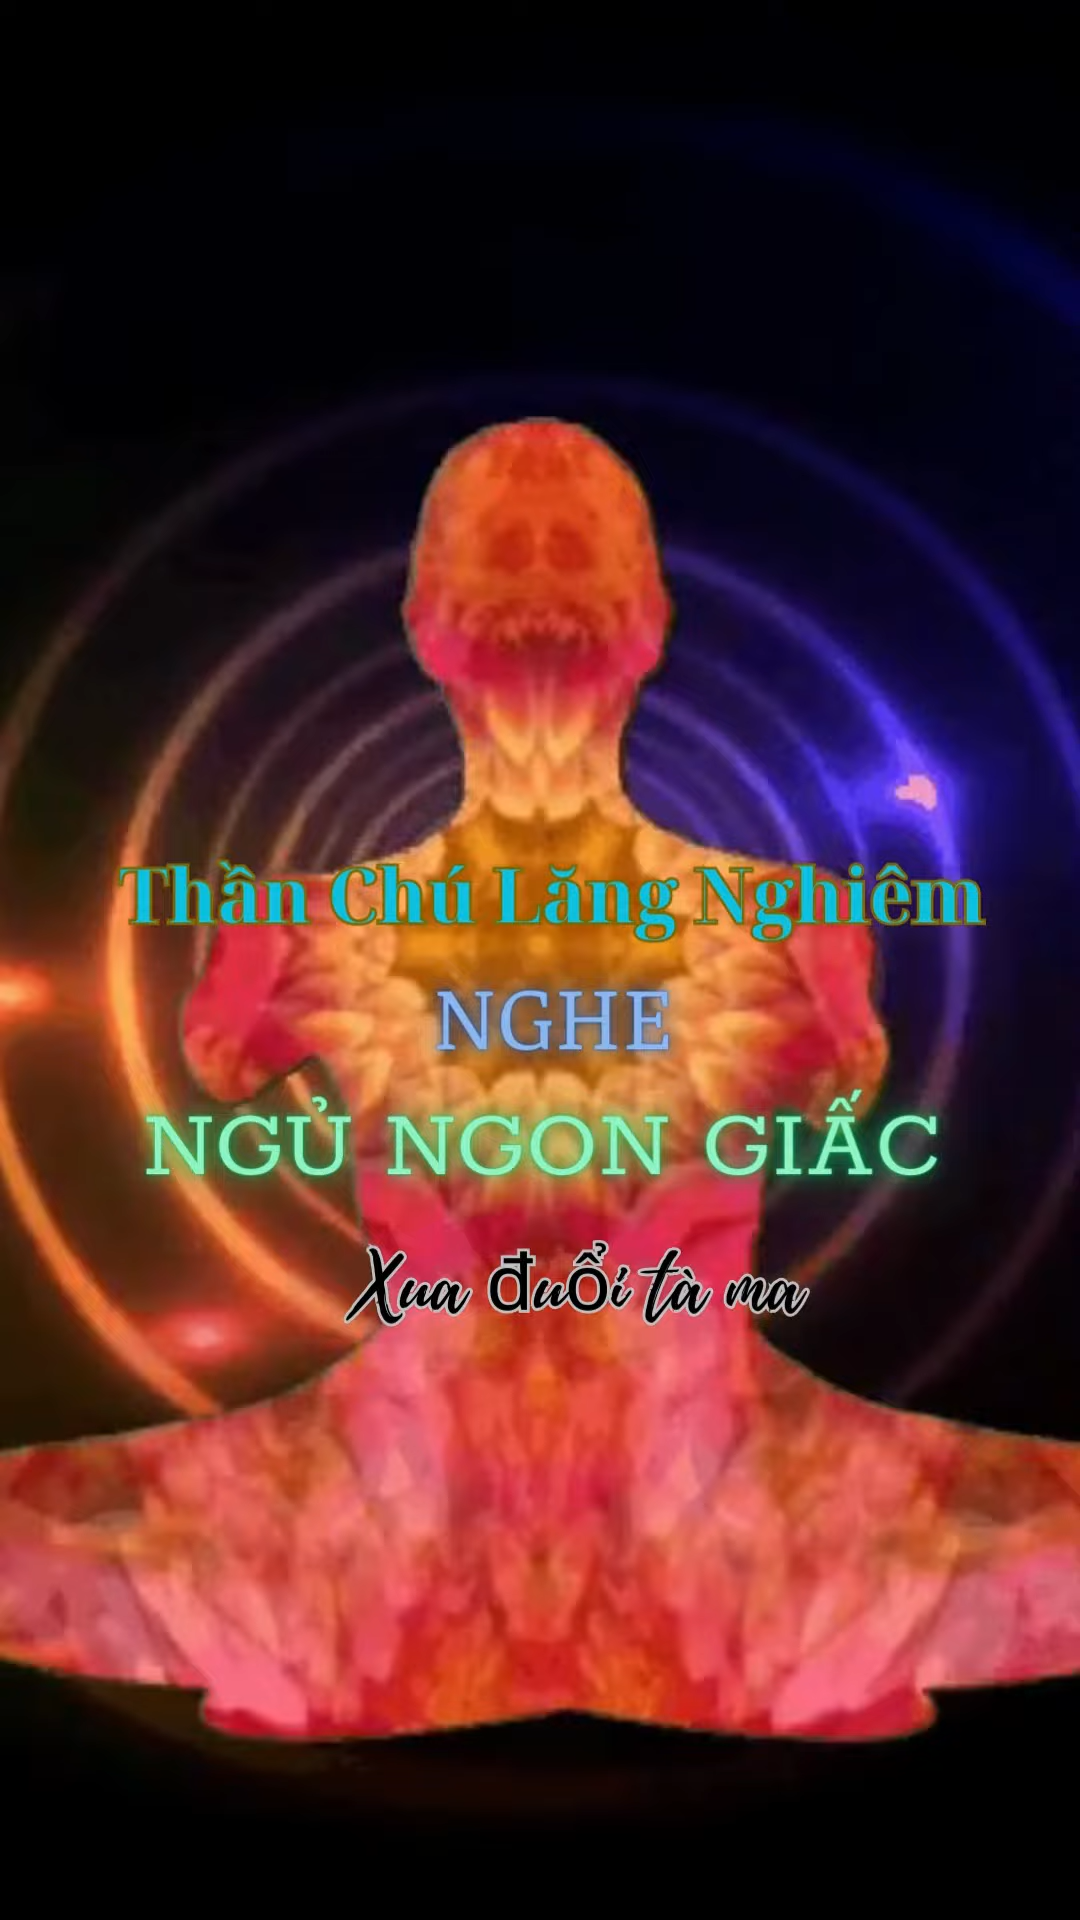 Thần Chú Lăng Nghiêm
NGHE
NGỦ NGON GIẤC
Xua đuổi tà ma